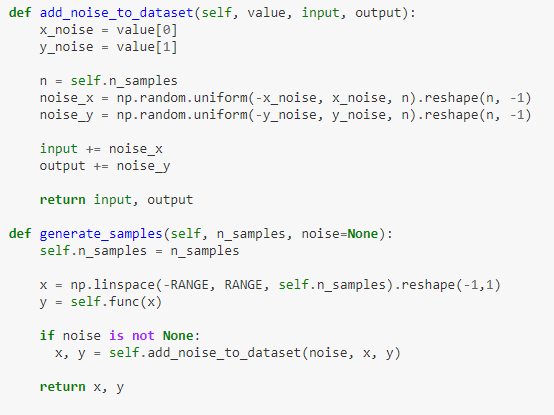 def add_noise_to_dataset(self, value, input, output):
    x_noise = value[0]
    y_noise = value[1]

    n = self.n_samples
    noise_x = np.random.uniform(-x_noise, x_noise, n).reshape(n, -1)
    noise_y = np.random.uniform(-y_noise, y_noise, n).reshape(n, -1)

    input += noise_x
    output += noise_y

    return input, output

def generate_samples(self, n_samples, noise=None):
    self.n_samples = n_samples

    x = np.linspace(-RANGE, RANGE, self.n_samples).reshape(-1,1)
    y = self.func(x)

    if noise is not None:
      x, y = self.add_noise_to_dataset(noise, x, y)

    return x, y